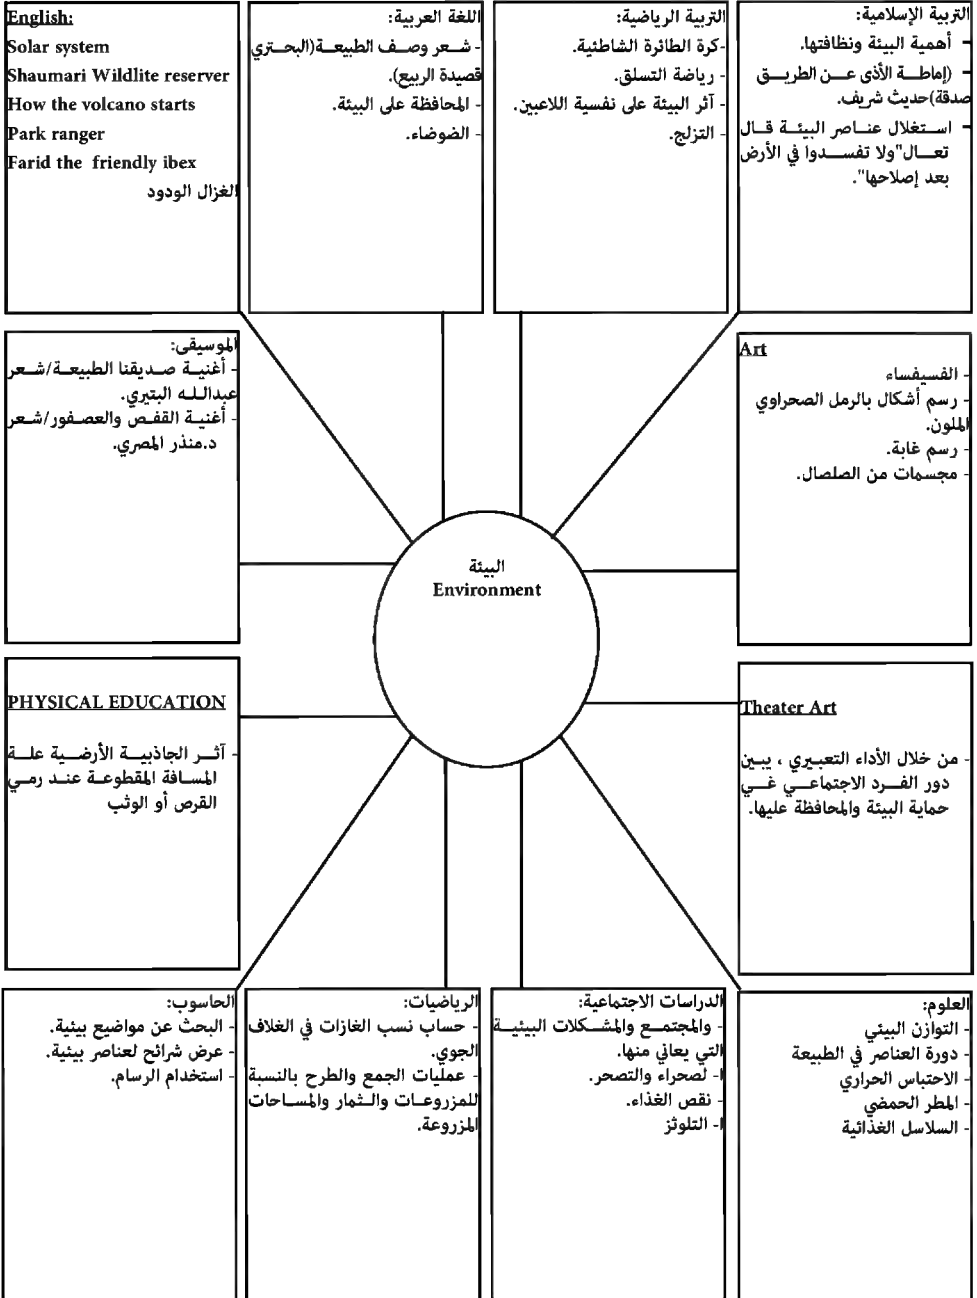 English:
Solar system
Shaumari Wildlite reserver
How the volcano starts
Park ranger
Farid the friendly ibex
الغزال الودود
اللغة العربية:
- شعر وصف الطبيعة(البحتري
قصيدة الربيع).
- المحافظة على البيئة.
- الضوضاء.
التربية الرياضية:
-كرة الطائرة الشاطئية.
- رياضة التسلق.
- آثر البيئة على نفسية اللاعبين.
- التزلج.
التربية الإسلامية:
- أهمية البيئة ونظافتها.
- (إماطة الأذى عن الطريق
صدقة)حديث شريف.
- استغلال عناصر البيئة قال
تعال"ولا تفسدوا في الأرض
بعد إصلاحها".
الموسيقى:
- أغنية صديقنا الطبيعة/شعر
عبدالله البتيري.
- أغنية القفص والعصفور/شعر
د.منذر المصري.
Art
- الفسيفساء
- رسم أشكال بالرمل الصحراوي
الملون.
- رسم غابة.
- مجسمات من الصلصال.
البيئة
Environment
PHYSICAL EDUCATION
- آثر الجاذبية الأرضية علة
المسافة المقطوعة عند رمي
القرص أو الوثب
Theater Art
- من خلال الأداء التعبيري ، يبين
دور الفرد الاجتماعي غي
حماية البيئة والمحافظة عليها.
الحاسوب:
- البحث عن مواضيع بيئية.
- عرض شرائح لعناصر بيئية.
- استخدام الرسام.
الرياضيات:
- حساب نسب الغازات في الغلاف
الجوي.
- عمليات الجمع والطرح بالنسبة
للمزروعات والثمار والمساحات
المزروعة.
الدراسات الاجتماعية:
- والمجتمع والمشكلات البيئية
التي يعاني منها.
ا- لصحراء والتصحر.
- نقص الغذاء.
ا- التلوثز
العلوم:
- التوازن البيئي
- دورة العناصر في الطبيعة
- الاحتباس الحراري
- المطر الحمضي
- السلاسل الغذائية